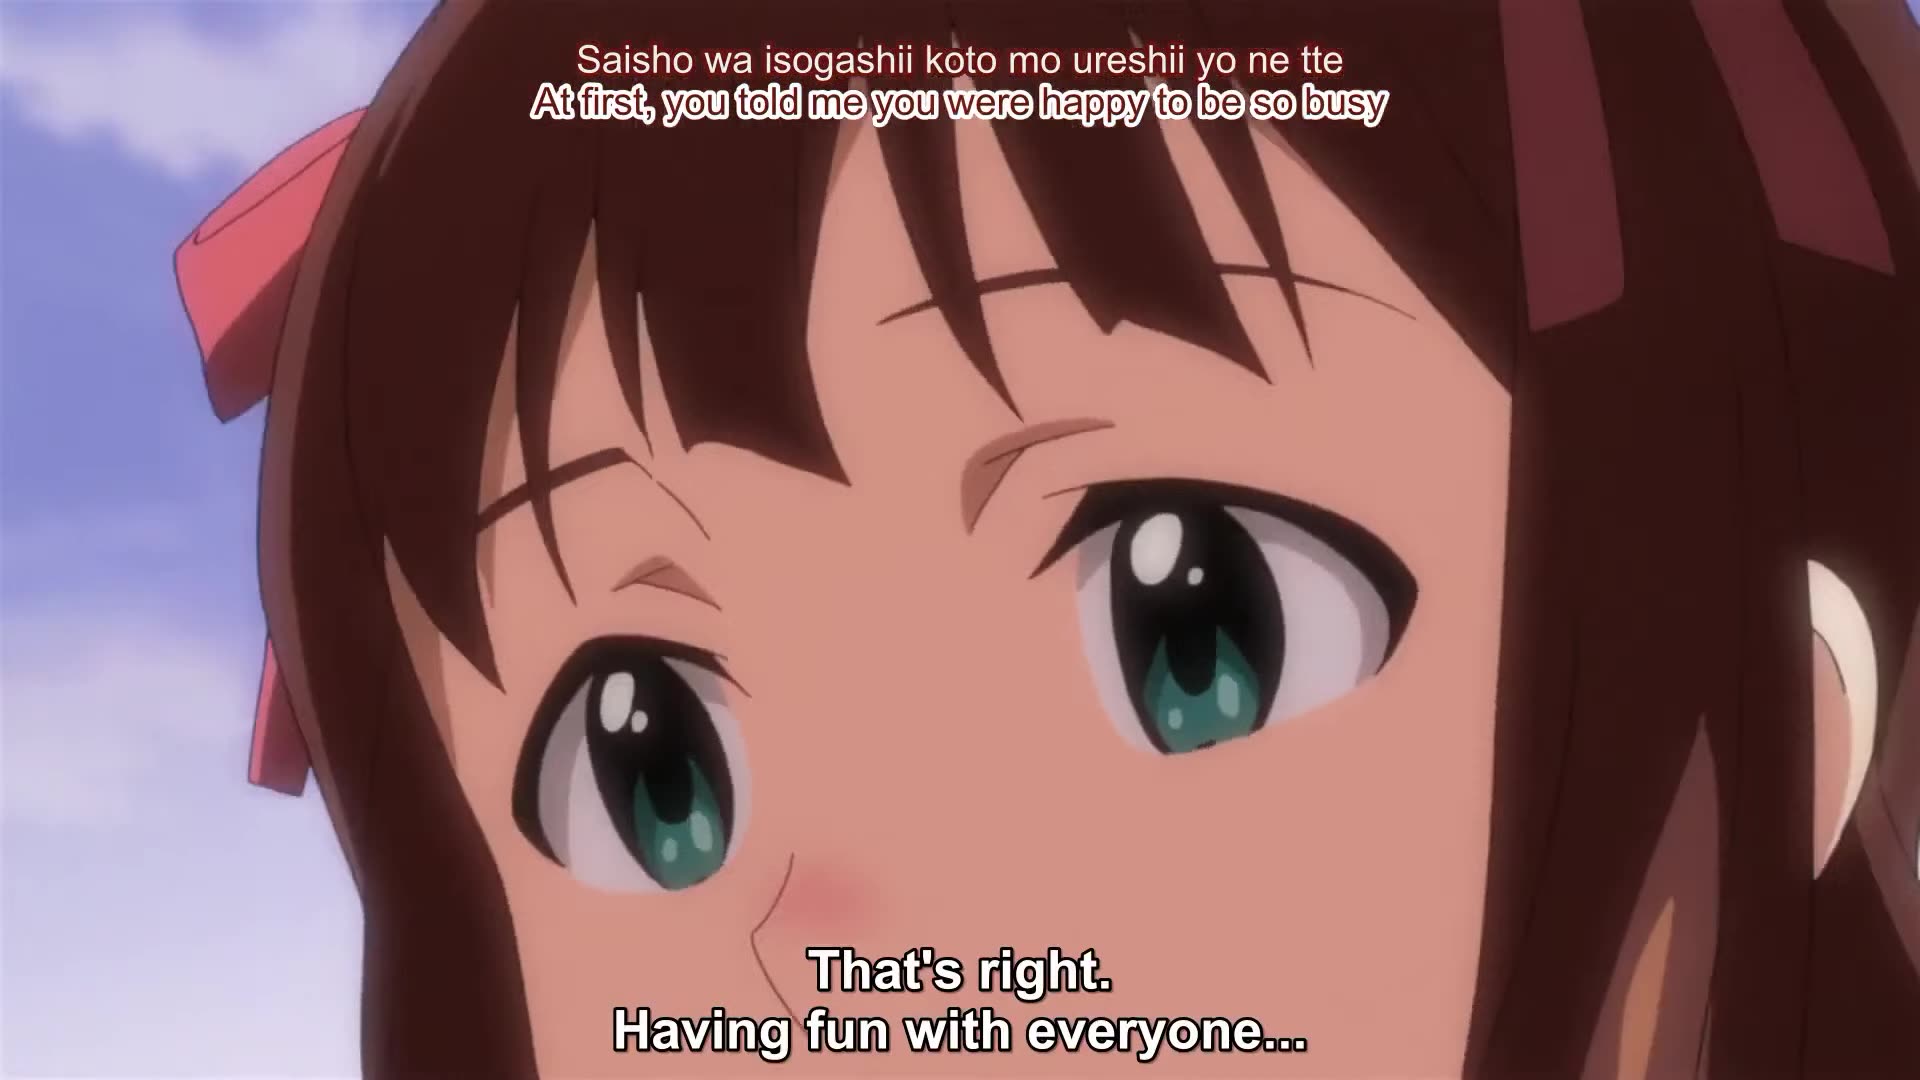 Saisho wa isogashii koto mo ureshii yo ne tte
At first, you told me you were happy to be so busy
That's right.
Having fun with everyone...